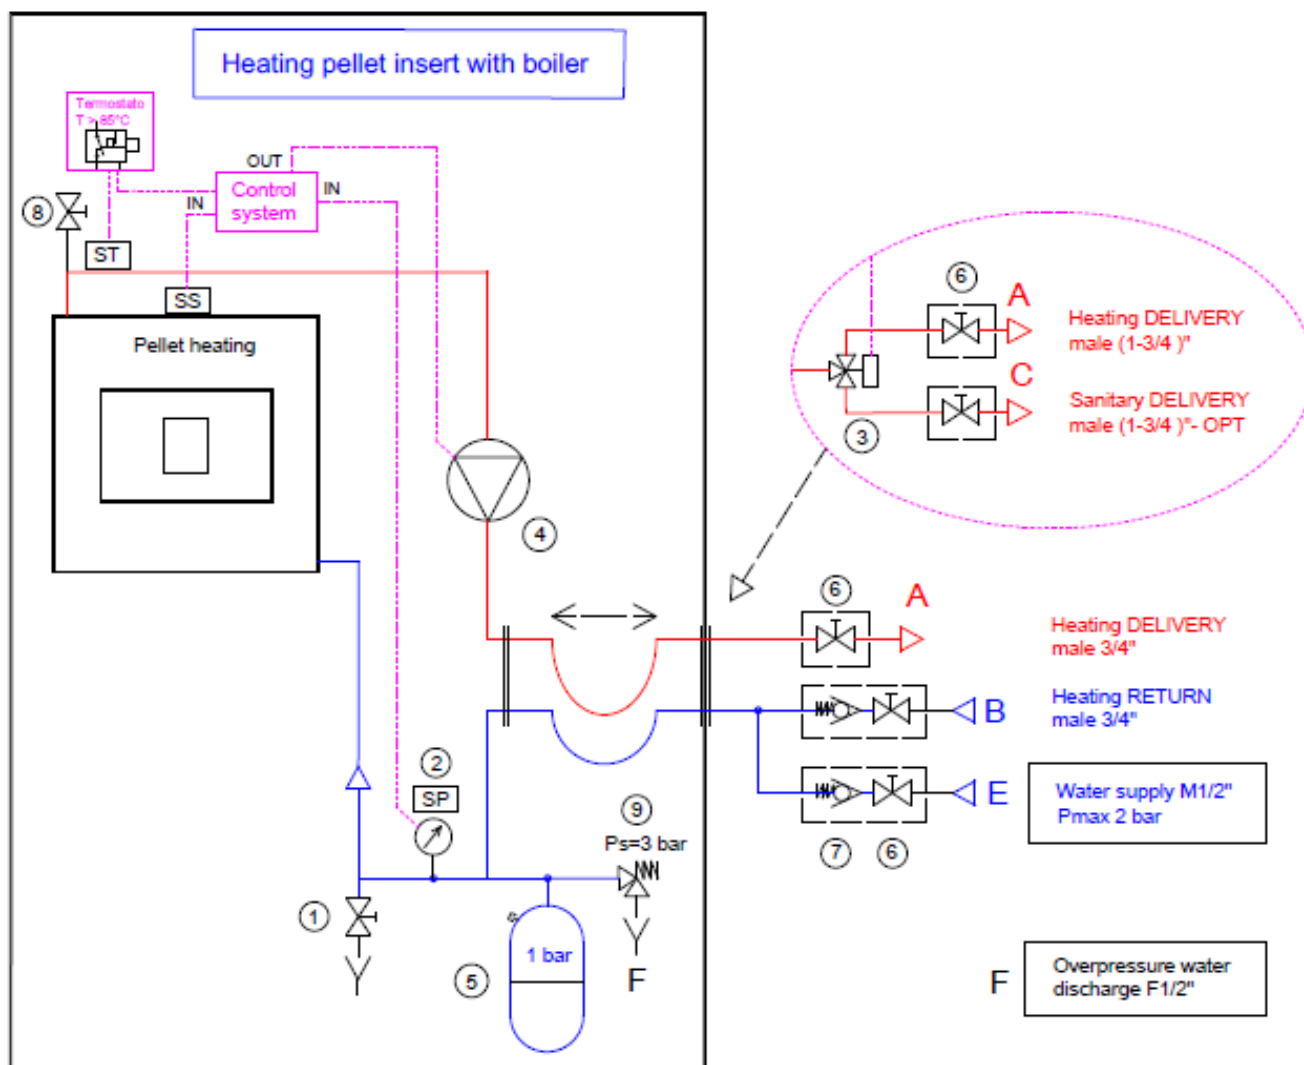 Heating pellet insert with boiler
Termostato
T > 85°C
OUT
IN
IN
Control
system
8
ST
SS
Pellet heating
4
6
A
Heating DELIVERY
male (1-3/4 )"
C
Sanitary DELIVERY
male (1-3/4 )"- OPT
3
6
A
Heating DELIVERY
male 3/4"
B
Heating RETURN
male 3/4"
E
Water supply M1/2"
Pmax 2 bar
7
6
2
SP
9
Ps=3 bar
1
1 bar
5
F
F
Overpressure water
discharge F1/2"